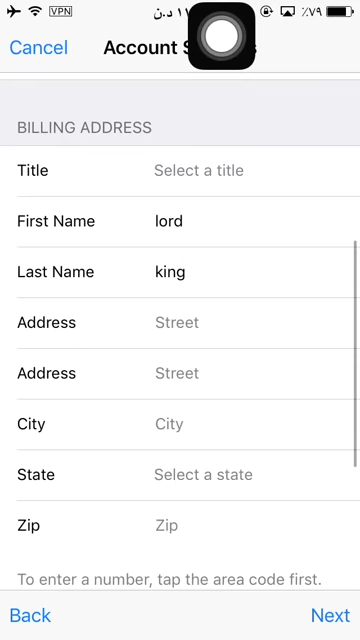 VPN
٪٧٩
Cancel
Account
BILLING ADDRESS
Title Select a title
First Name lord
Last Name king
Address Street
Address Street
City City
State Select a state
Zip Zip
To enter a number, tap the area code first.
Back Next